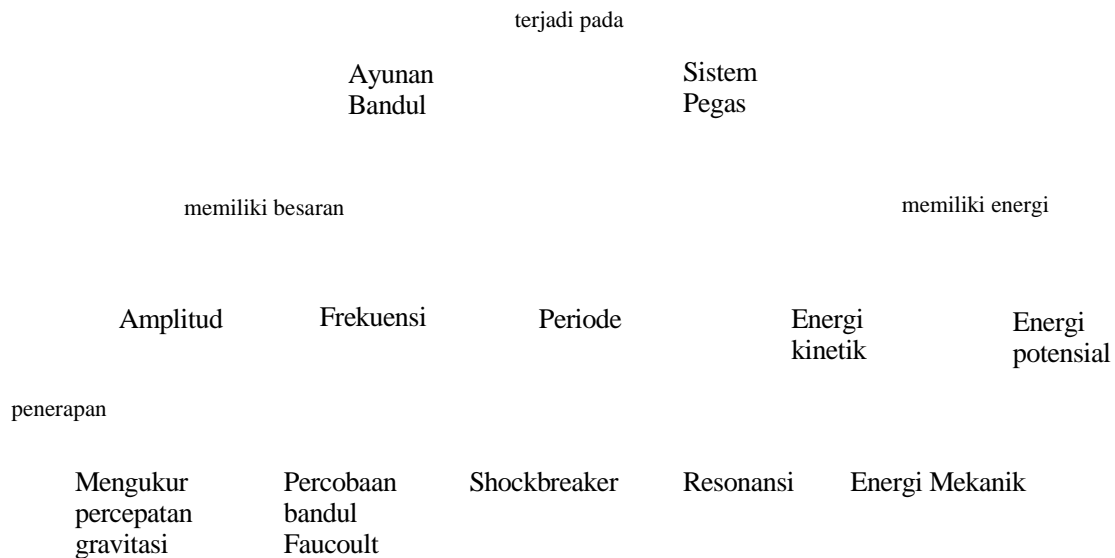 terjadi pada
Ayunan
Bandul
Sistem
Pegas
memiliki besaran
memiliki energi
Amplitud
Frekuensi
Periode
Energi
kinetik
Energi
potensial
penerapan
Mengukur
percepatan
gravitasi
Percobaan
bandul
Faucoult
Shockbreaker
Resonansi
Energi Mekanik